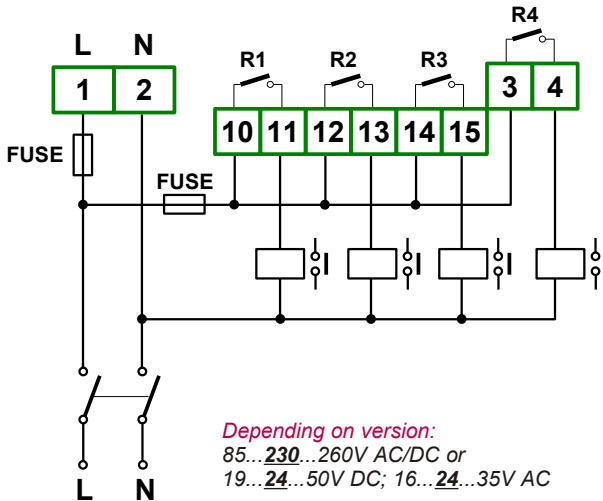 R4
L N
R1 R2 R3
1 2
3 4
10 11 12 13 14 15
FUSE
FUSE
Depending on version:
85...230...260V AC/DC or
19...24...50V DC; 16...24...35V AC
L N